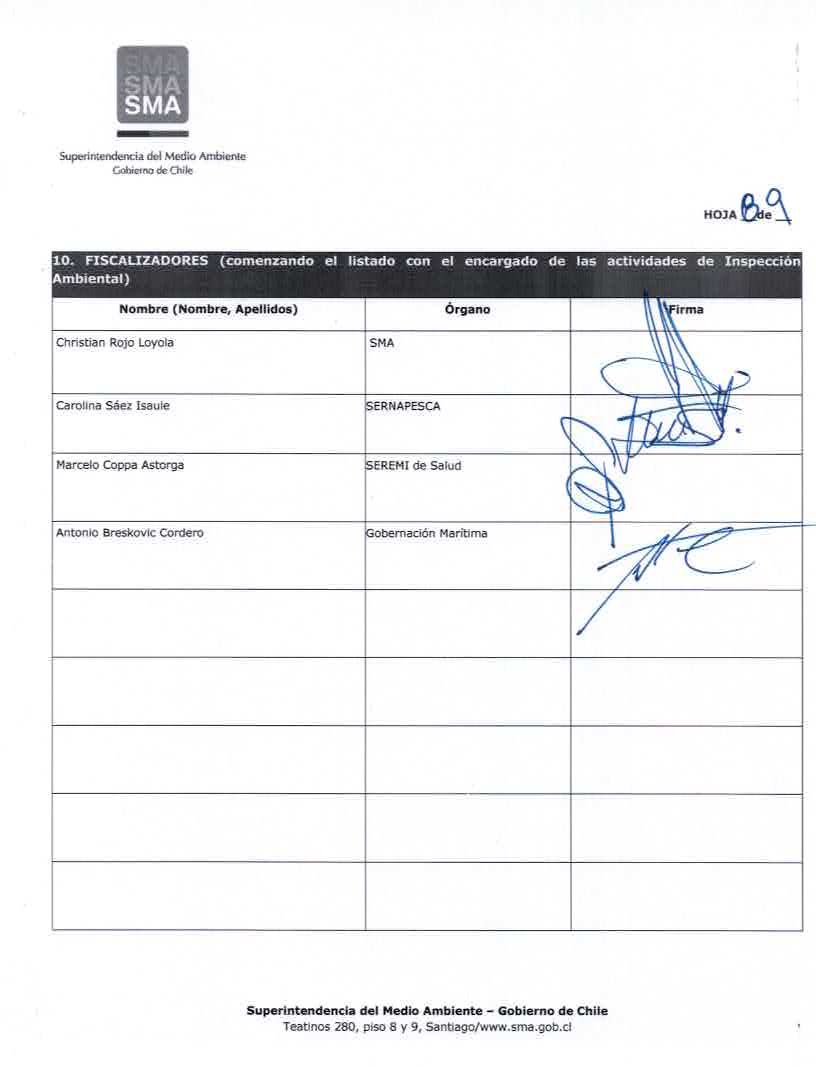 SMA
SMA
SMA
Superintendencia del Medio Ambiente
Gobierno de Chile
HOJA 8 de 9
10. FISCALIZADORES (comenzando el listado con el encargado de las actividades de Inspección
Ambiental)
Nombre (Nombre, Apellidos) Órgano Firma
Christian Rojo Loyola SMA
Carolina Sáez Isaule SERNAPESCA
Marcelo Coppa Astorga SEREMI de Salud
Antonio Breskovic Cordero Gobernación Marítima
Superintendencia del Medio Ambiente – Gobierno de Chile
Teatinos 280, piso 8 y 9, Santiago/www.sma.gob.cl